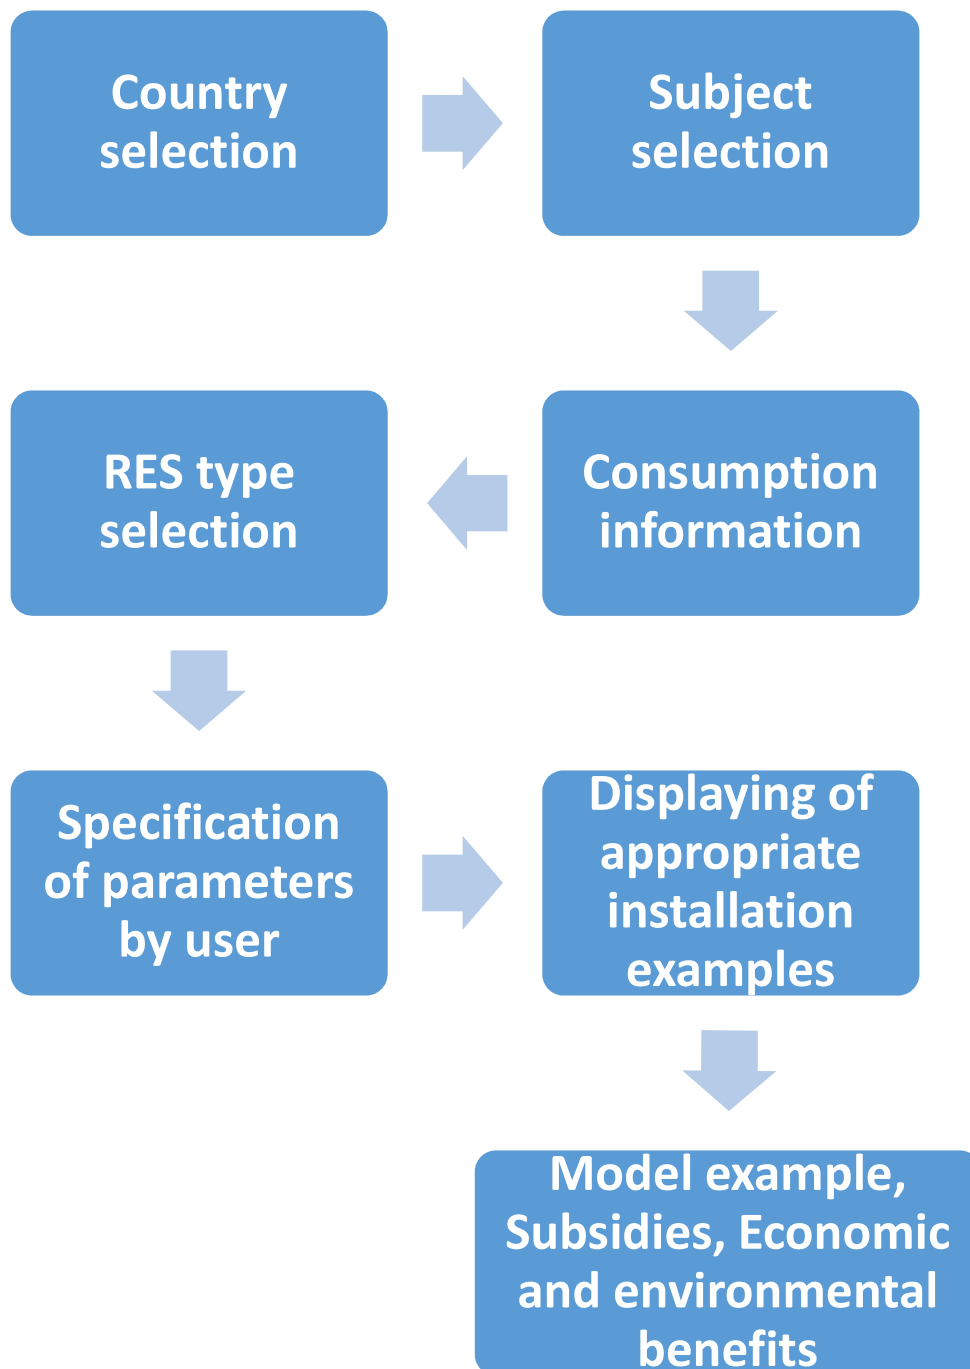 Country
selection
Subject
selection
Consumption
information
RES type
selection
Specification
of parameters
by user
Displaying of
appropriate
installation
examples
Model example,
Subsidies, Economic
and environmental
benefits